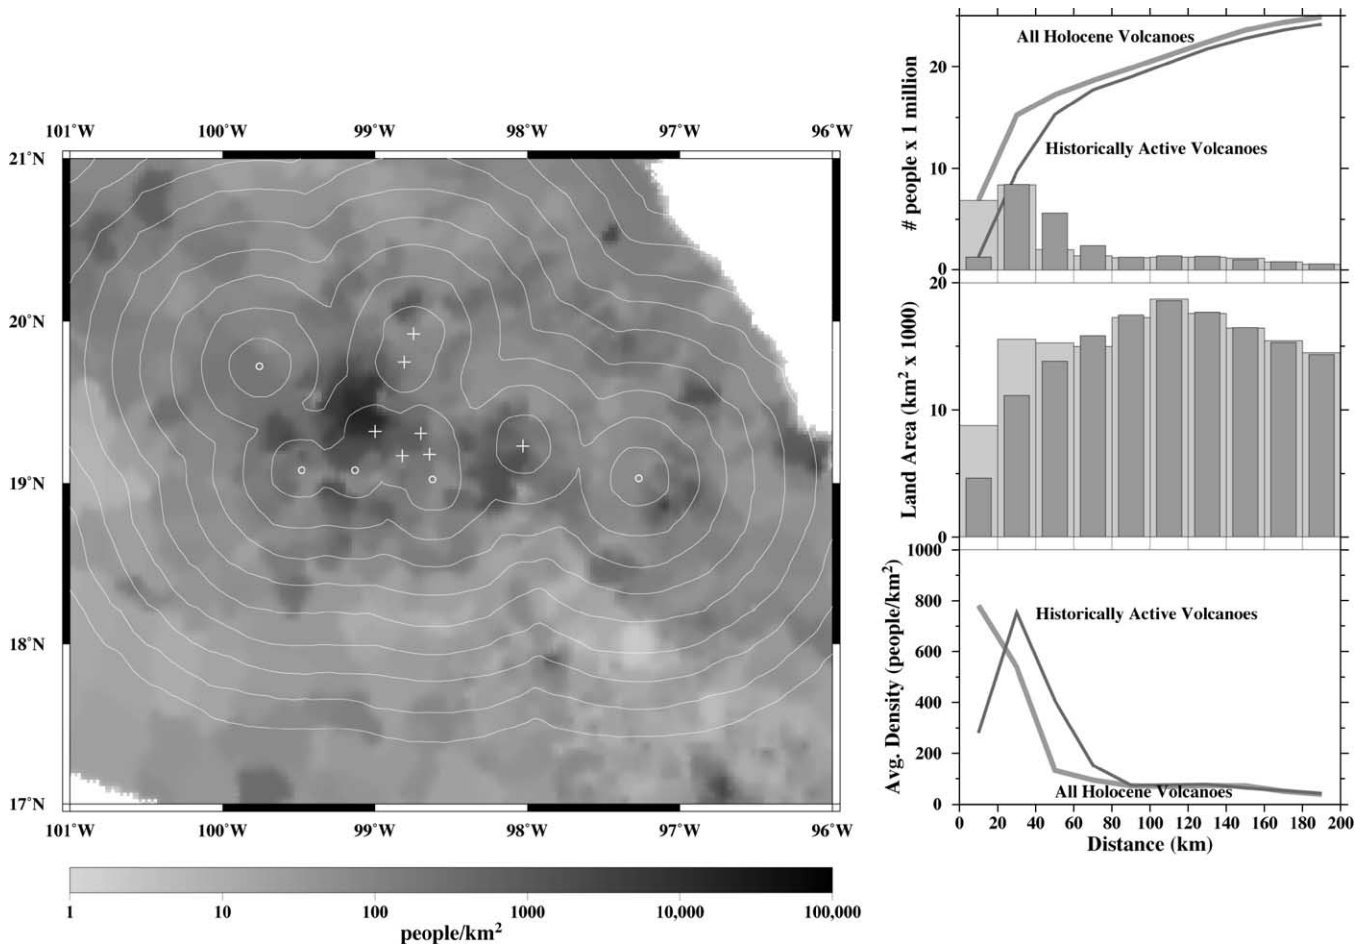 101˚W 100˚W 99˚W 98˚W 97˚W 96˚W
21˚N
20˚N
19˚N
18˚N
17˚N
101˚W 100˚W 99˚W 98˚W 97˚W 96˚W
1 10 100 1000 10,000 100,000
people/km²
# people x 1 million
20
10
0
All Holocene Volcanoes
Historically Active Volcanoes
Land Area (km² x 1000)
20
10
0
Avg. Density (people/km²)
1000
800
600
400
200
0
Historically Active Volcanoes
All Holocene Volcanoes
0 20 40 60 80 100 120 140 160 180 200
Distance (km)